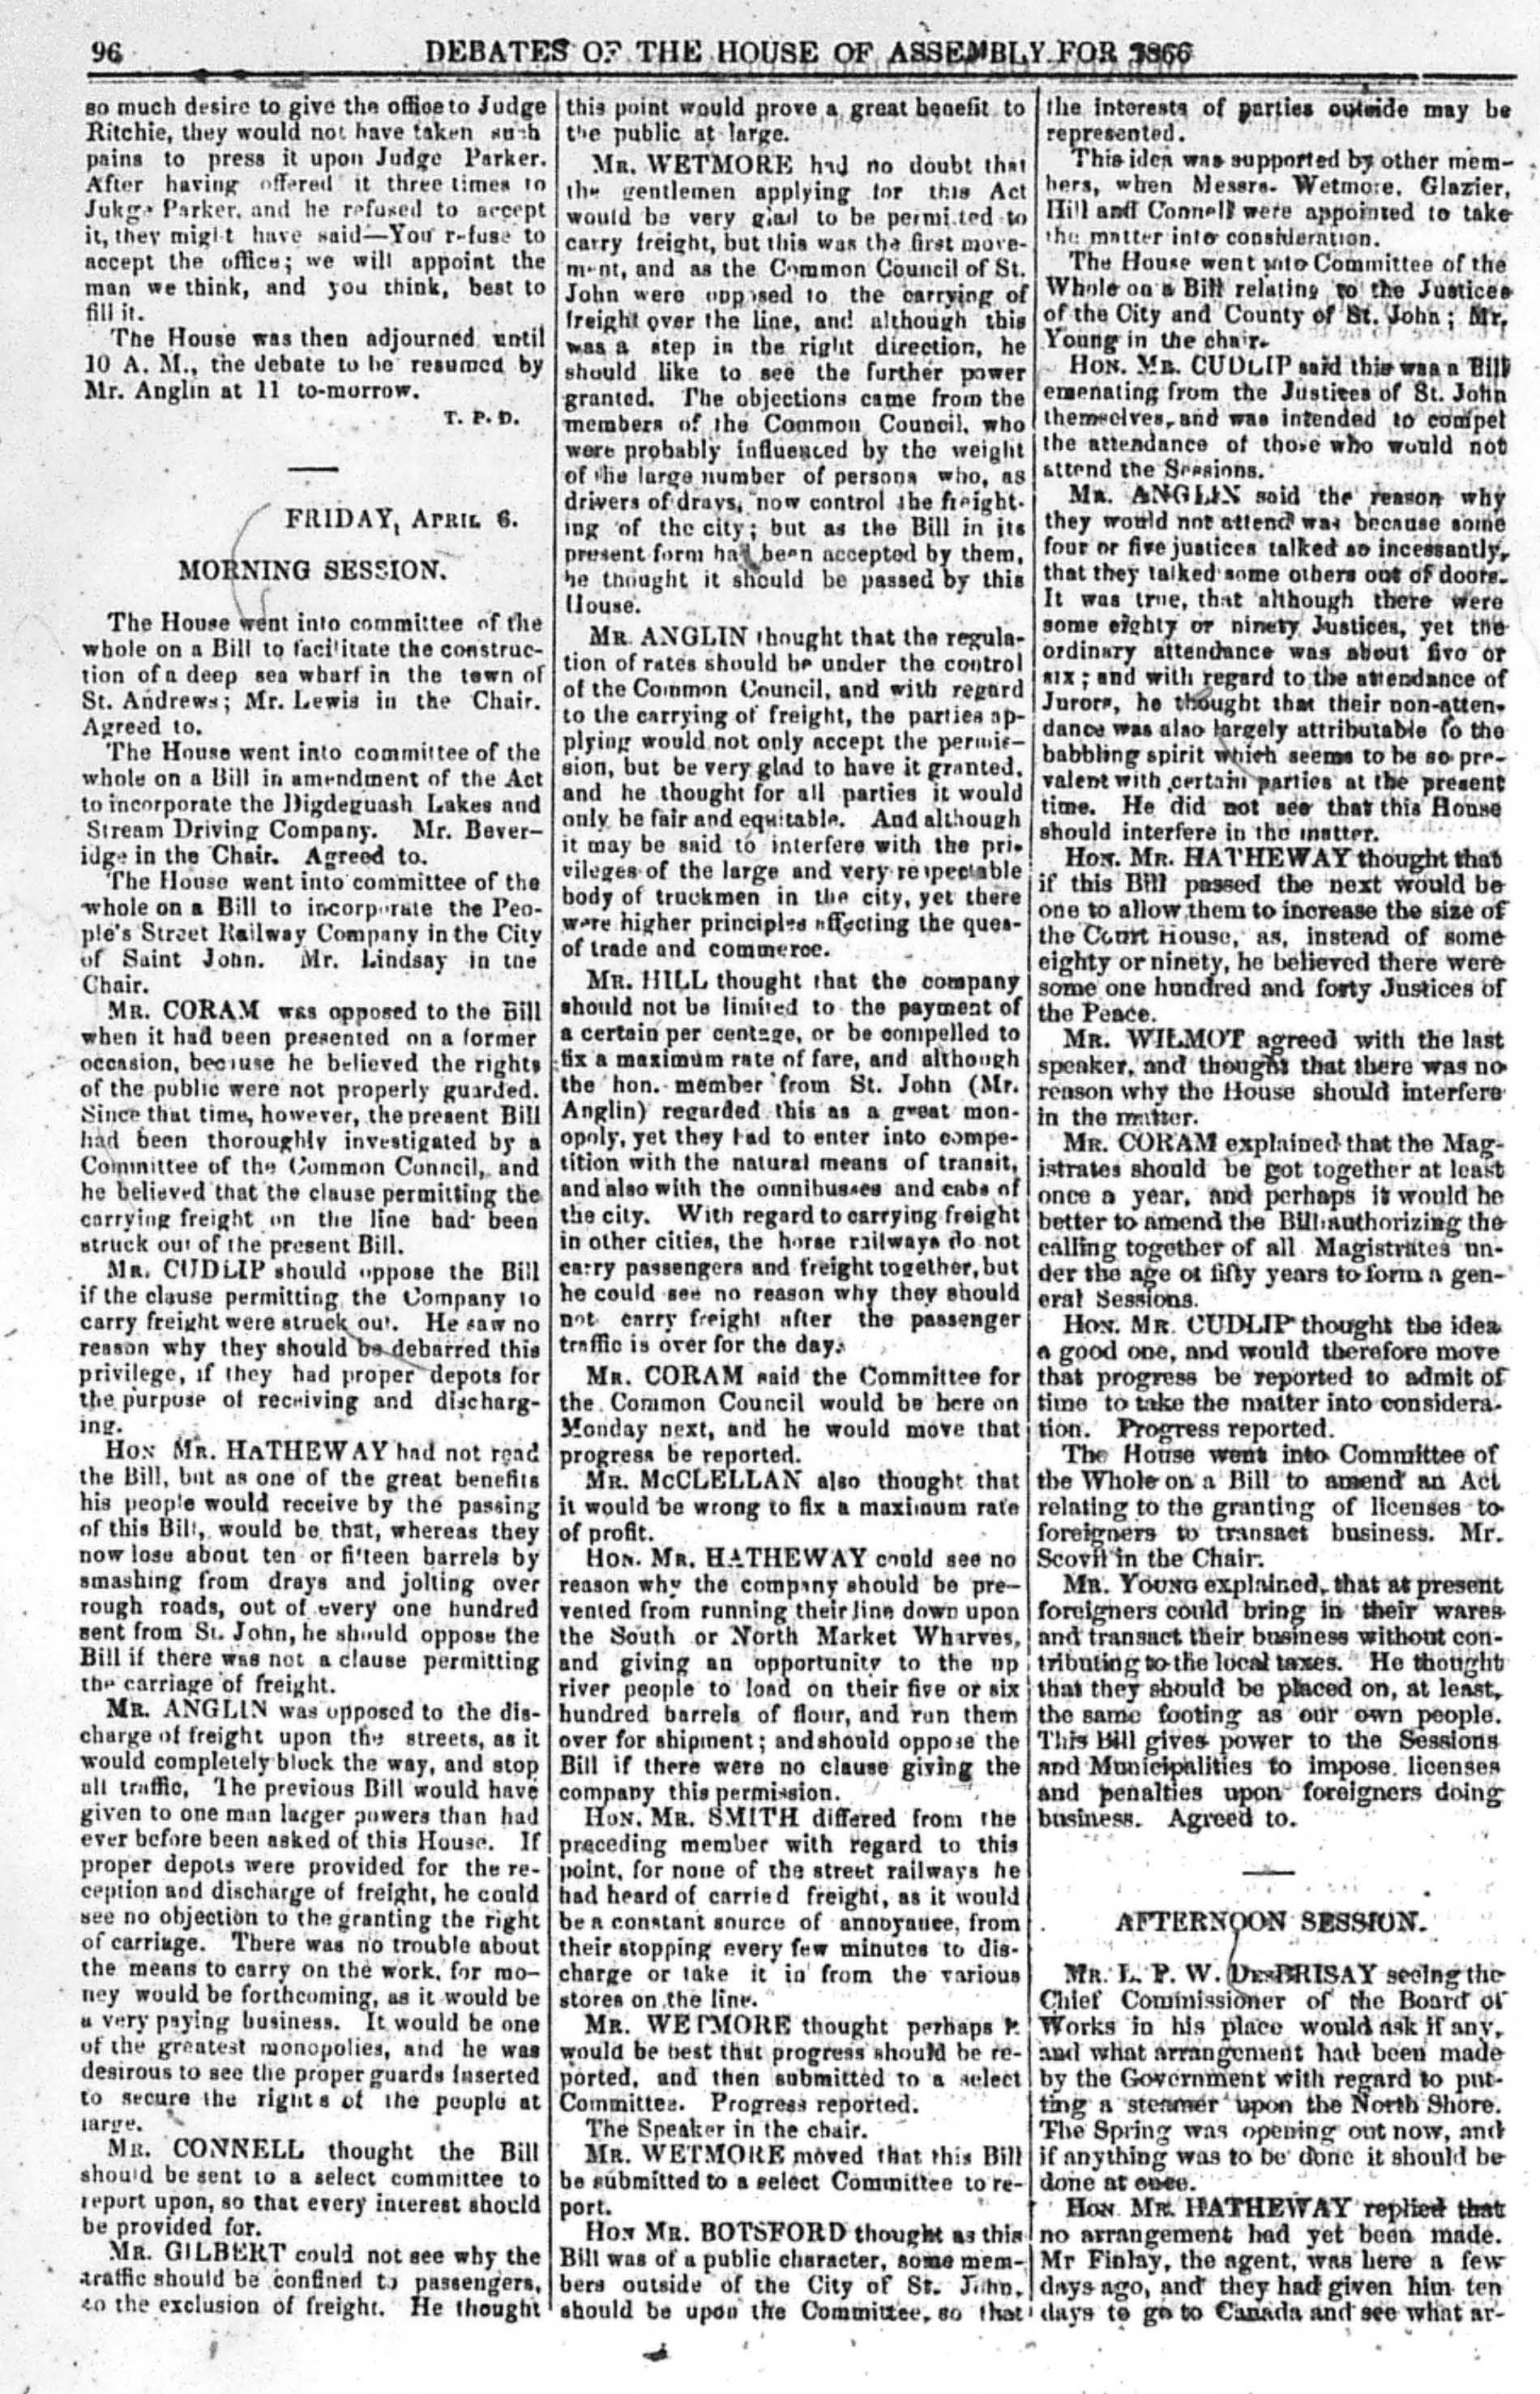 96 DEBATES OF THE HOUSE OF ASSEMBLY FOR 1866
so much desire to give the office to Judge
Ritchie, they would not have taken such
pains to press it upon Judge Parker.
After having offered it three times to
Jukge Parker, and he refused to accept
it, they might have said—You refuse to
accept the office; we will appoint the
man we think, and you think, best to
fill it.
The House was then adjourned until
10 A. M., the debate to be resumed by
Mr. Anglin at 11 to-morrow.
T. P. D.
FRIDAY, APRIL 6.
MORNING SESSION.
The House went into committee of the
whole on a Bill to facilitate the construc-
tion of a deep sea wharf in the town of
St. Andrews; Mr. Lewis in the Chair.
Agreed to.
The House went into committee of the
whole on a Bill in amendment of the Act
to incorporate the Digdeguash Lakes and
Stream Driving Company. Mr. Bever-
idge in the Chair. Agreed to.
The House went into committee of the
whole on a Bill to incorporate the Peo-
ple's Street Railway Company in the City
of Saint John. Mr. Lindsay in the
Chair.
MR. CORAM was opposed to the Bill
when it had been presented on a former
occasion, because he believed the rights
of the public were not properly guarded.
Since that time, however, the present Bill
had been thoroughly investigated by a
Committee of the Common Council, and
he believed that the clause permitting the
carrying freight on the line had been
struck out of the present Bill.
MR. CUDLIP should oppose the Bill
if the clause permitting the Company to
carry freight were struck out. He saw no
reason why they should be debarred this
privilege, if they had proper depots for
the purpose of receiving and discharg-
ing.
HON MR. HATHEWAY had not read
the Bill, but as one of the great benefits
his people would receive by the passing
of this Bill, would be that, whereas they
now lose about ten or fifteen barrels by
smashing from drays and jolting over
rough roads, out of every one hundred
sent from St. John, he should oppose the
Bill if there was not a clause permitting
the carriage of freight.
MR. ANGLIN was opposed to the dis-
charge of freight upon the streets, as it
would completely block the way, and stop
all traffic. The previous Bill would have
given to one man larger powers than had
ever before been asked of this House. If
proper depots were provided for the re-
ception and discharge of freight, he could
see no objection to the granting the right
of carriage. There was no trouble about
the means to carry on the work, for mo-
ney would be forthcoming, as it would be
a very paying business. It would be one
of the greatest monopolies, and he was
desirous to see the proper guards inserted
to secure the rights of the people at
large.
MR. CONNELL thought the Bill
should be sent to a select committee to
report upon, so that every interest should
be provided for.
MR. GILBERT could not see why the
traffic should be confined to passengers,
to the exclusion of freight. He thought
this point would prove a great benefit to
the public at large.
MR. WETMORE had no doubt that
the gentlemen applying for this Act
would be very glad to be permitted to
carry freight, but this was the first move-
ment, and as the Common Council of St.
John were opposed to the carrying of
freight over the line, and although this
was a step in the right direction, he
should like to see the further power
granted. The objections came from the
members of the Common Council, who
were probably influenced by the weight
of the large number of persons who, as
drivers of drays, now control the freight-
ing of the city; but as the Bill in its
present form had been accepted by them,
he thought it should be passed by this
House.
MR. ANGLIN thought that the regula-
tion of rates should be under the control
of the Common Council, and with regard
to the carrying of freight, the parties ap-
plying would not only accept the permis-
sion, but be very glad to have it granted,
and he thought for all parties it would
only be fair and equitable. And although
it may be said to interfere with the pri-
vileges of the large and very respectable
body of truckmen in the city, yet there
were higher principles affecting the ques-
of trade and commerce.
MR. HILL thought that the company
should not be limited to the payment of
a certain per centage, or be compelled to
fix a maximum rate of fare, and although
the hon. member from St. John (Mr.
Anglin) regarded this as a great mon-
opoly, yet they had to enter into compe-
tition with the natural means of transit,
and also with the omnibusses and cabs of
the city. With regard to carrying freight
in other cities, the horse railways do not
carry passengers and freight together, but
he could see no reason why they should
not carry freight after the passenger
traffic is over for the day.
MR. CORAM said the Committee for
the Common Council would be here on
Monday next, and he would move that
progress be reported.
MR. MCCLELLAN also thought that
it would be wrong to fix a maximum rate
of profit.
HON. MR. HATHEWAY could see no
reason why the company should be pre-
vented from running their line down upon
the South or North Market Wharves,
and giving an opportunity to the up
river people to load on their five or six
hundred barrels of flour, and run them
over for shipment; and should oppose the
Bill if there were no clause giving the
company this permission.
HON. MR. SMITH differed from the
preceding member with regard to this
point, for none of the street railways he
had heard of carried freight, as it would
be a constant source of annoyance, from
their stopping every few minutes to dis-
charge or take it in from the various
stores on the line.
MR. WETMORE thought perhaps it
would be best that progress should be re-
ported, and then submitted to a select
Committee. Progress reported.
The Speaker in the chair.
MR. WETMORE moved that this Bill
be submitted to a select Committee to re-
port.
HON MR. BOTSFORD thought as this
Bill was of a public character, some mem-
bers outside of the City of St. John,
should be upon the Committee, so that
the interests of parties outside may be
represented.
This idea was supported by other mem-
bers, when Messrs. Wetmore, Glazier,
Hill and Connell were appointed to take
the matter into consideration.
The House went into Committee of the
Whole on a Bill relating to the Justices
of the City and County of St. John; Mr.
Young in the chair.
HON. MR. CUDLIP said this was a Bill
emenating from the Justices of St. John
themselves, and was intended to compel
the attendance of those who would not
attend the Sessions.
MR. ANGLIN said the reason why
they would not attend was because some
four or five justices talked so incessantly,
that they talked some others out of doors.
It was true, that although there were
some eighty or ninety Justices, yet the
ordinary attendance was about five or
six; and with regard to the attendance of
Jurors, he thought that their non-atten-
dance was also largely attributable to the
babbling spirit which seems to be so pre-
valent with certain parties at the present
time. He did not see that this House
should interfere in the matter.
HON. MR. HATHEWAY thought that
if this Bill passed the next would be
one to allow them to increase the size of
the Court House, as, instead of some
eighty or ninety, he believed there were
some one hundred and forty Justices of
the Peace.
MR. WILMOT agreed with the last
speaker, and thought that there was no
reason why the House should interfere
in the matter.
MR. CORAM explained that the Mag-
istrates should be got together at least
once a year, and perhaps it would be
better to amend the Bill authorizing the
calling together of all Magistrates un-
der the age of fifty years to form a gen-
eral Sessions.
HON. MR. CUDLIP thought the idea
a good one, and would therefore move
that progress be reported to admit of
time to take the matter into considera-
tion. Progress reported.
The House went into Committee of
the Whole on a Bill to amend an Act
relating to the granting of licenses to
foreigners to transact business. Mr.
Scovil in the Chair.
MR. YOUNG explained, that at present
foreigners could bring in their wares
and transact their business without con-
tributing to the local taxes. He thought
that they should be placed on, at least,
the same footing as our own people.
This Bill gives power to the Sessions
and Municipalities to impose licenses
and penalties upon foreigners doing
business. Agreed to.
AFTERNOON SESSION.
MR. L. P. W. DESBRISAY seeing the
Chief Commissioner of the Board of
Works in his place would ask if any,
and what arrangement had been made
by the Government with regard to put-
ting a steamer upon the North Shore.
The Spring was opening out now, and
if anything was to be done it should be
done at once.
HON. MR. HATHEWAY replied that
no arrangement had yet been made.
Mr Finlay, the agent, was here a few
days ago, and they had given him ten
days to go to Canada and see what ar-